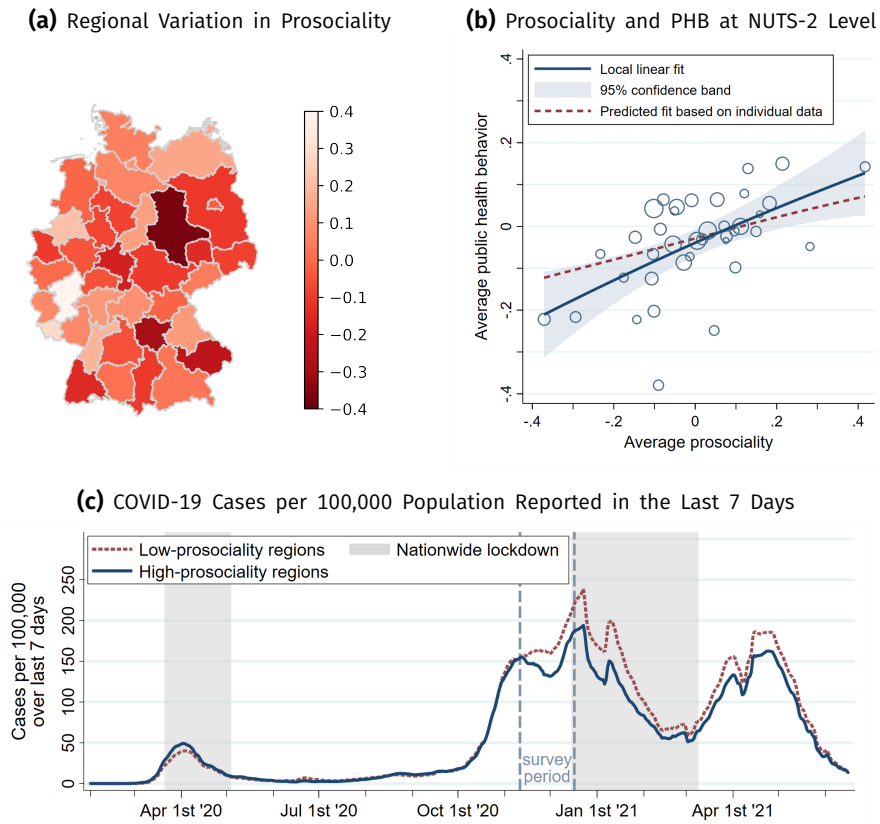 (a) Regional Variation in Prosociality
0.4
0.3
0.2
0.1
0.0
−0.1
−0.2
−0.3
−0.4
(b) Prosociality and PHB at NUTS-2 Level
Local linear fit
95% confidence band
Predicted fit based on individual data
Average public health behavior
.4
.2
0
-.2
-.4
-.4
-.2
0
.2
.4
Average prosociality
(c) COVID-19 Cases per 100,000 Population Reported in the Last 7 Days
Low-prosociality regions
Nationwide lockdown
High-prosociality regions
Cases per 100,000
over last 7 days
250
200
150
100
50
0
survey
period
Apr 1st '20
Jul 1st '20
Oct 1st '20
Jan 1st '21
Apr 1st '21